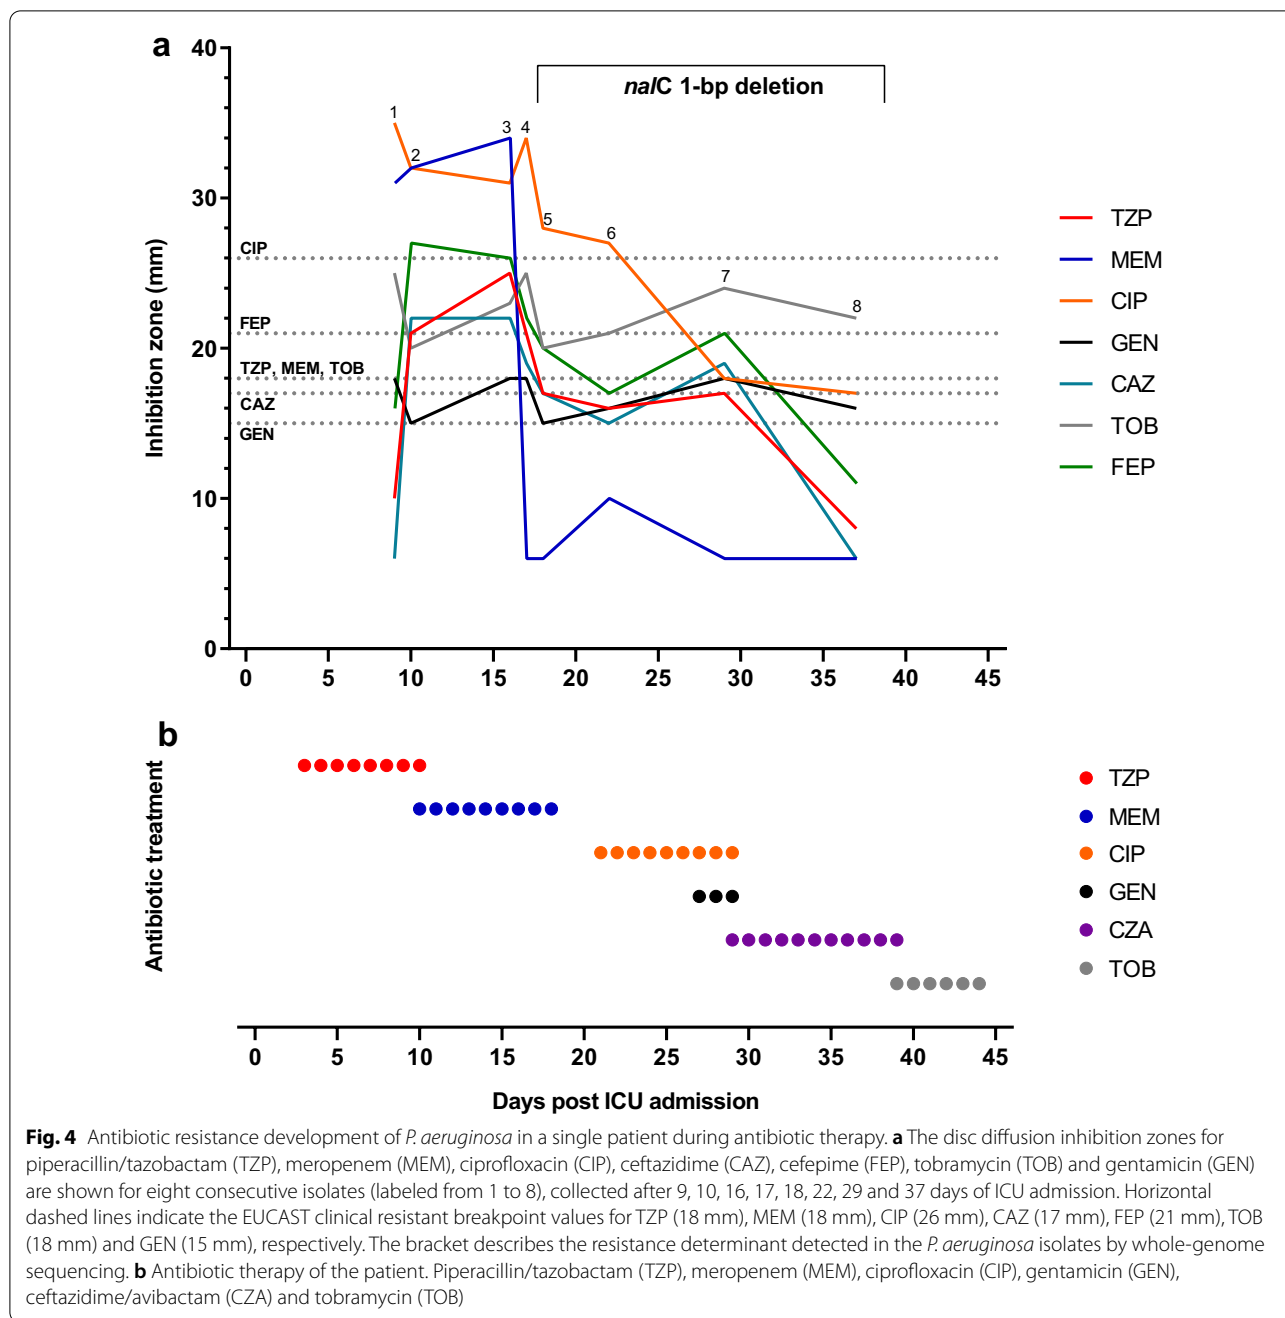 a
40
30
20
10
0
Inhibition zone (mm)
nalC 1-bp deletion
1
2
3
4
5
6
7
8
CIP
FEP
TZP, MEM, TOB
CAZ
GEN
0 5 10 15 20 25 30 35 40 45
TZP
MEM
CIP
GEN
CAZ
TOB
FEP
b
Antibiotic treatment
TZP
MEM
CIP
GEN
CZA
TOB
0 5 10 15 20 25 30 35 40 45
Days post ICU admission
Fig. 4 Antibiotic resistance development of P. aeruginosa in a single patient during antibiotic therapy. a The disc diffusion inhibition zones for
piperacillin/tazobactam (TZP), meropenem (MEM), ciprofloxacin (CIP), ceftazidime (CAZ), cefepime (FEP), tobramycin (TOB) and gentamicin (GEN)
are shown for eight consecutive isolates (labeled from 1 to 8), collected after 9, 10, 16, 17, 18, 22, 29 and 37 days of ICU admission. Horizontal
dashed lines indicate the EUCAST clinical resistant breakpoint values for TZP (18 mm), MEM (18 mm), CIP (26 mm), CAZ (17 mm), FEP (21 mm), TOB
(18 mm) and GEN (15 mm), respectively. The bracket describes the resistance determinant detected in the P. aeruginosa isolates by whole-genome
sequencing. b Antibiotic therapy of the patient. Piperacillin/tazobactam (TZP), meropenem (MEM), ciprofloxacin (CIP), gentamicin (GEN),
ceftazidime/avibactam (CZA) and tobramycin (TOB)